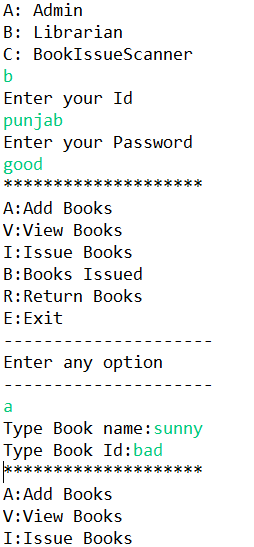 A: Admin
B: Librarian
C: BookIssueScanner
b
Enter your Id
punjab
Enter your Password
good
********************
A:Add Books
V:View Books
I:Issue Books
B:Books Issued
R:Return Books
E:Exit
---------------------
Enter any option
---------------------
a
Type Book name:sunny
Type Book Id:bad
********************
A:Add Books
V:View Books
I:Issue Books